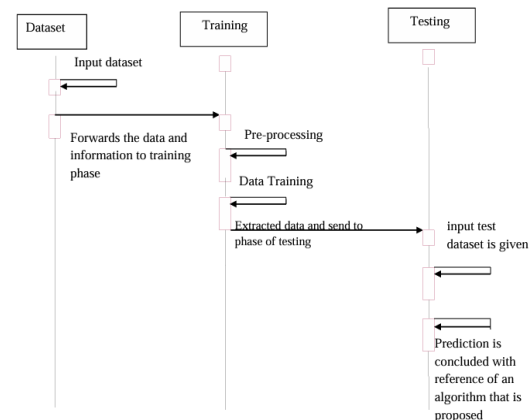 Dataset
Training
Testing
Input dataset
Forwards the data and
information to training
phase
Pre-processing
Data Training
Extracted data and send to
phase of testing
input test
dataset is given
Prediction is
concluded with
reference of an
algorithm that is
proposed